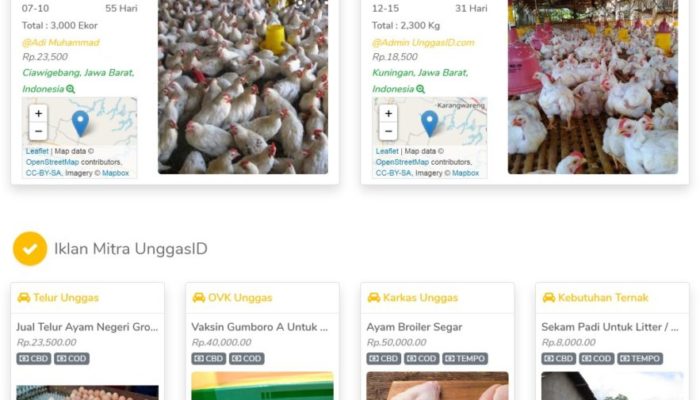 07-10 55 Hari
Total : 3,000 Ekor
@Adi Muhammad
Rp.23,500
Ciawigebang, Jawa Barat,
Indonesia
+
−
Leaflet | Map data ©
OpenStreetMap contributors,
CC-BY-SA, Imagery © Mapbox
12-15 31 Hari
Total : 2,300 Kg
@Admin UnggasID.com
Rp.18,500
Kuningan, Jawa Barat,
Indonesia
Karangwareng
+
−
Leaflet | Map data ©
OpenStreetMap contributors,
CC-BY-SA, Imagery © Mapbox
Iklan Mitra UnggasID
Telur Unggas
Jual Telur Ayam Negeri Gro...
Rp.23,500.00
CBD COD
OVK Unggas
Vaksin Gumboro A Untuk ...
Rp.40,000.00
CBD COD
Karkas Unggas
Ayam Broiler Segar
Rp.50,000.00
CBD COD TEMPO
Kebutuhan Ternak
Sekam Padi Untuk Litter / ...
Rp.8,000.00
CBD COD TEMPO